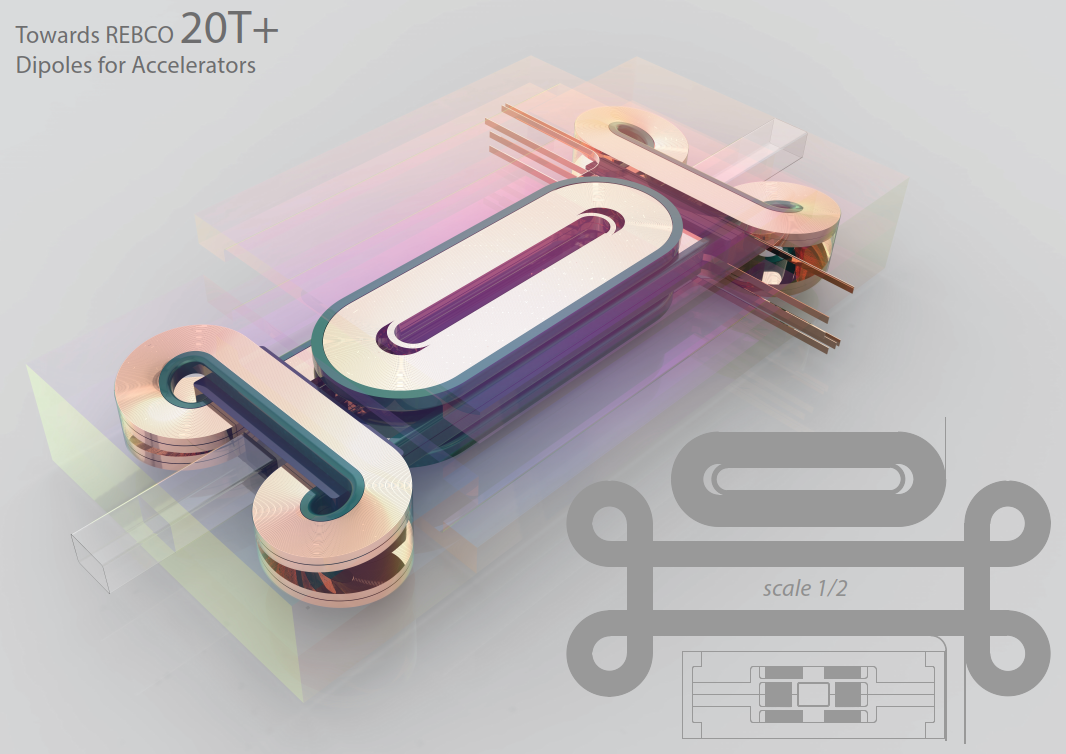 Towards REBCO 20T+
Dipoles for Accelerators
scale 1/2